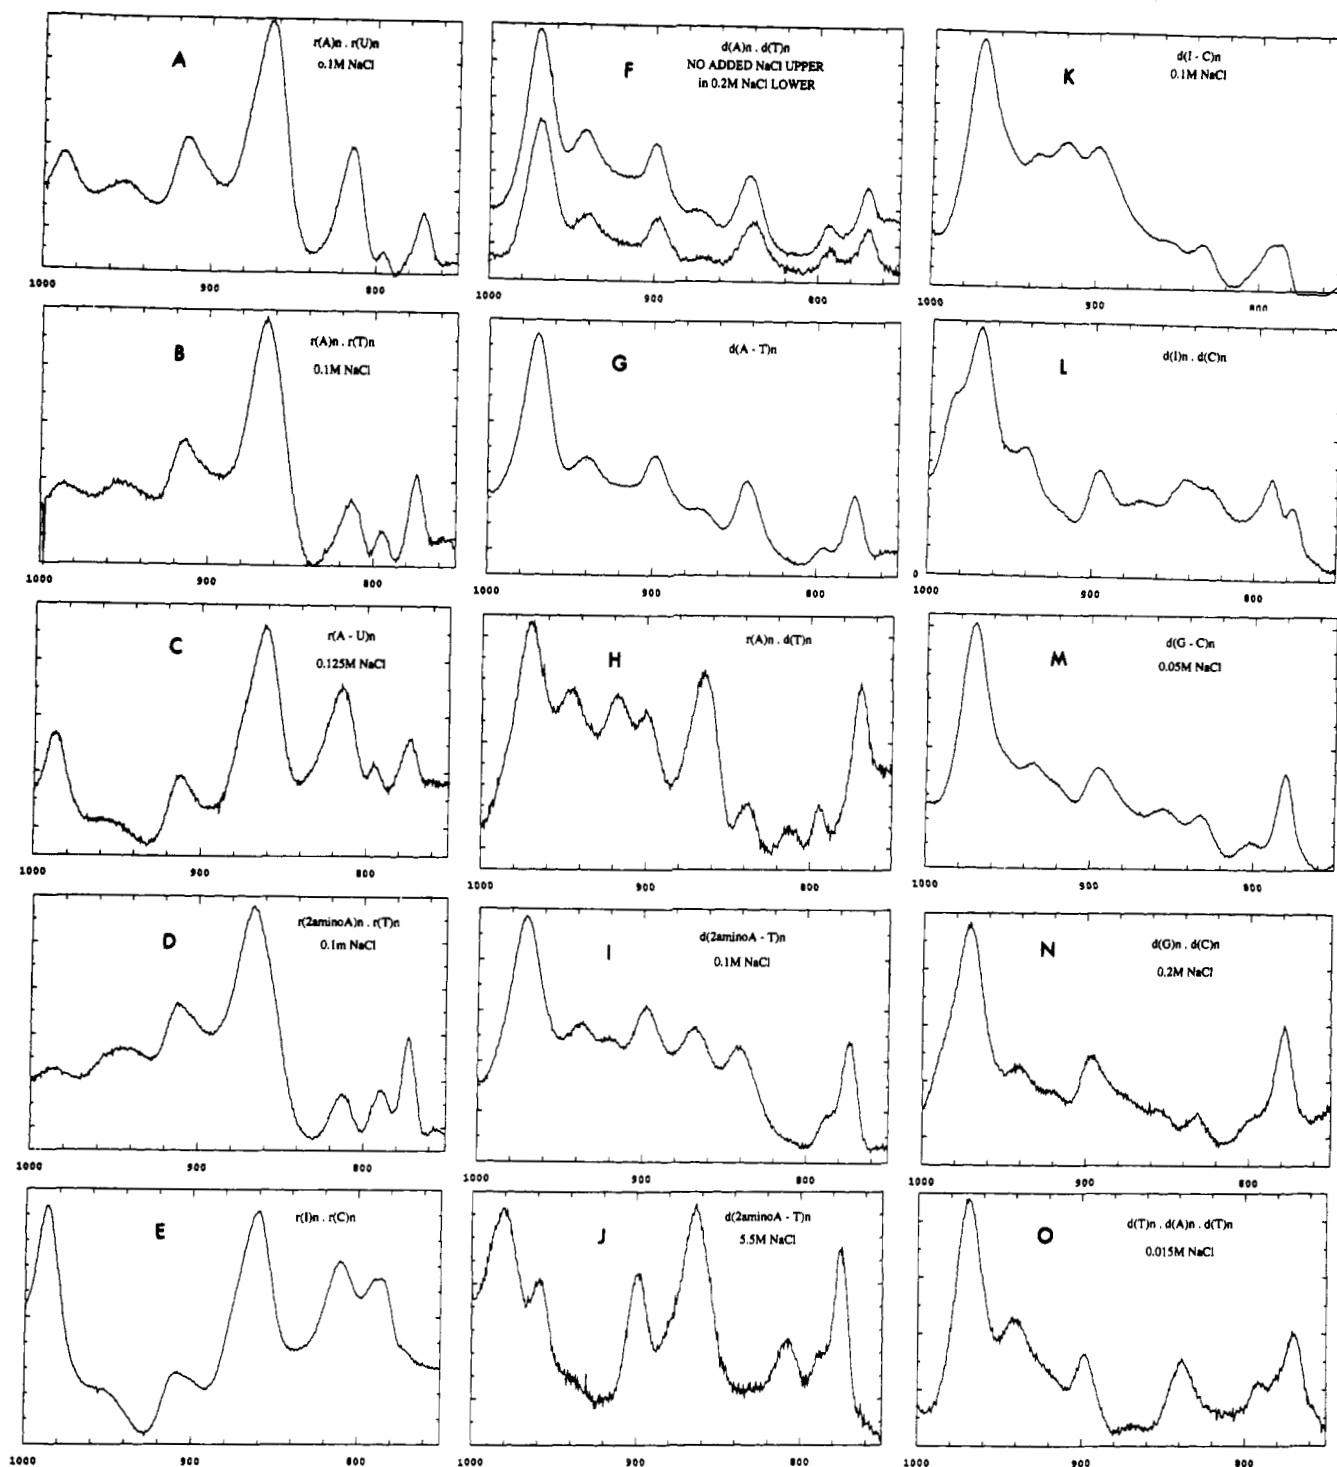 A
r(A)n . r(U)n
o.1M NaCl
1000 900 800
B
r(A)n . r(T)n
0.1M NaCl
1000 900 800
C
r(A - U)n
0.125M NaCl
1000 900 800
D
r(2aminoA)n . r(T)n
0.1m NaCl
1000 900 800
E
r(I)n . r(C)n
1000 900 800
F
d(A)n . d(T)n
NO ADDED NaCl UPPER
in 0.2M NaCl LOWER
1000 900 800
G
d(A - T)n
1000 900 800
H
r(A)n . d(T)n
1000 900 800
I
d(2aminoA - T)n
0.1M NaCl
1000 900 800
J
d(2aminoA - T)n
5.5M NaCl
1000 900 800
K
d(I - C)n
0.1M NaCl
1000 900 800
L
d(I)n . d(C)n
0
1000 900 800
M
d(G - C)n
0.05M NaCl
1000 900 800
N
d(G)n . d(C)n
0.2M NaCl
1000 900 800
O
d(T)n . d(A)n . d(T)n
0.015M NaCl
1000 900 800